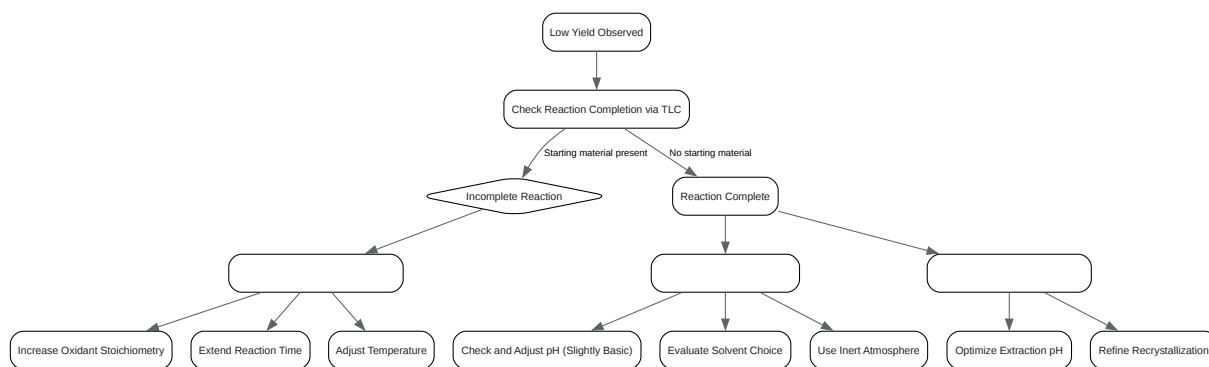 Low Yield Observed
Check Reaction Completion via TLC
Starting material present
No starting material
Incomplete Reaction
Reaction Complete
Increase Oxidant Stoichiometry
Extend Reaction Time
Adjust Temperature
Check and Adjust pH (Slightly Basic)
Evaluate Solvent Choice
Use Inert Atmosphere
Optimize Extraction pH
Refine Recrystallization